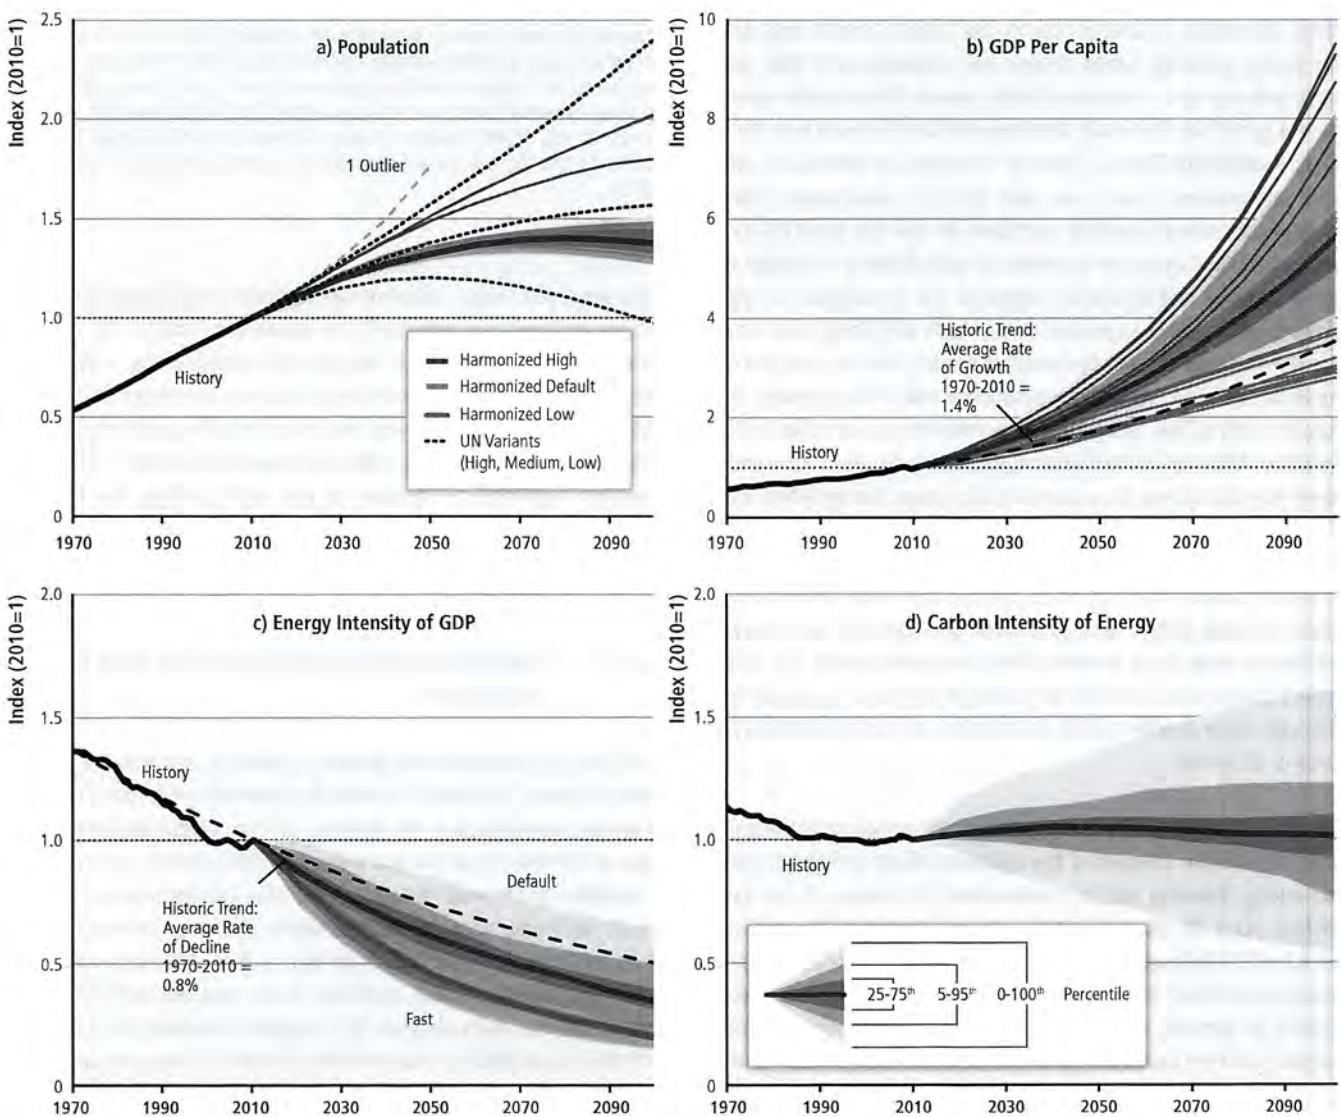 Index (2010=1)
2.5
2.0
1.5
1.0
0.5
0
a) Population
1 Outlier
History
Harmonized High
Harmonized Default
Harmonized Low
UN Variants
(High, Medium, Low)
1970 1990 2010 2030 2050 2070 2090
Index (2010=1)
10
8
6
4
2
0
b) GDP Per Capita
Historic Trend:
Average Rate
of Growth
1970-2010 =
1.4%
History
1970 1990 2010 2030 2050 2070 2090
Index (2010=1)
2.0
1.5
1.0
0.5
0
c) Energy Intensity of GDP
History
Default
Historic Trend:
Average Rate
of Decline
1970-2010 =
0.8%
Fast
1970 1990 2010 2030 2050 2070 2090
Index (2010=1)
2.0
1.5
1.0
0.5
0
d) Carbon Intensity of Energy
History
25-75th 5-95th 0-100th Percentile
1970 1990 2010 2030 2050 2070 2090